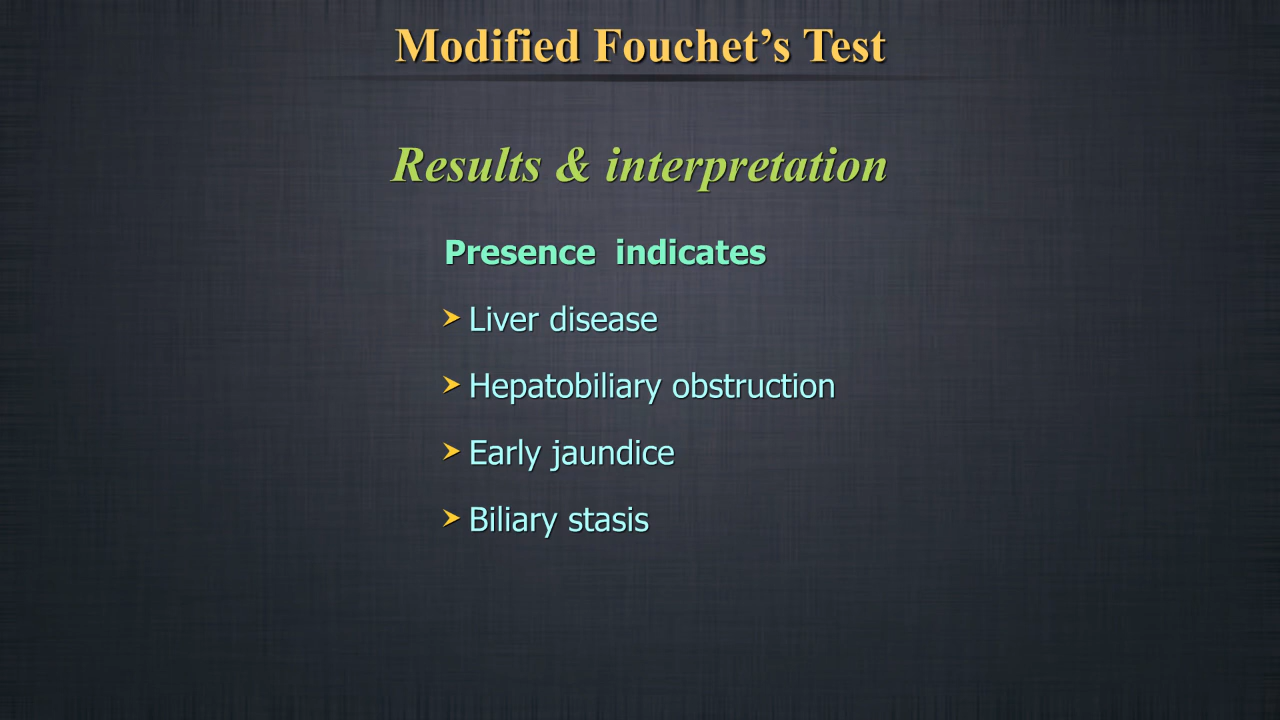 Modified Fouchet’s Test
Results & interpretation
Presence indicates
➤ Liver disease
➤ Hepatobiliary obstruction
➤ Early jaundice
➤ Biliary stasis